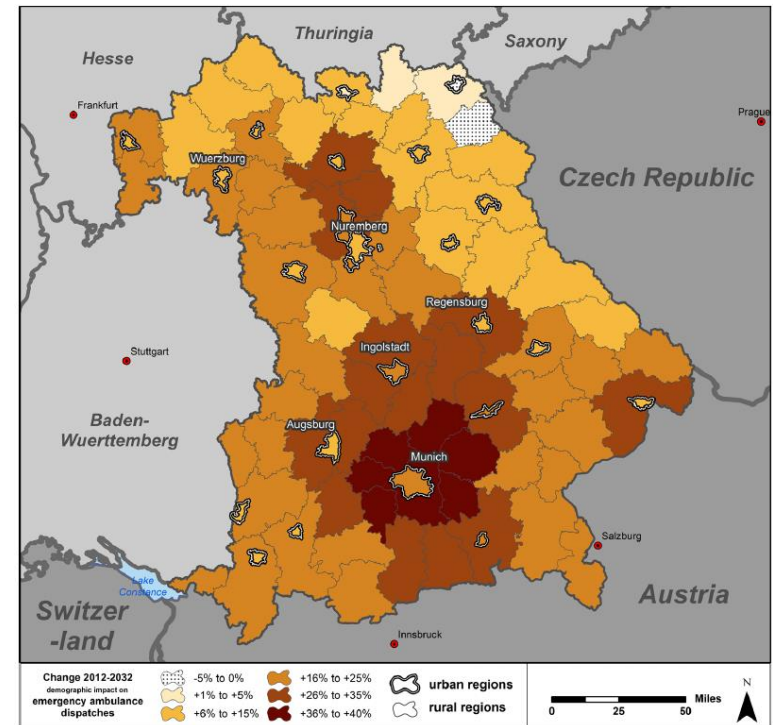 Thuringia
Saxony
Hesse
Frankfurt
Prague
Wuerzburg
Czech Republic
Nuremberg
Regensburg
Ingolstadt
Stuttgart
Baden-
Wuerttemberg
Augsburg
Munich
Salzburg
Lake
Constance
Austria
Switzer
-land
Innsbruck
Change 2012-2032
demographic impact on
emergency ambulance
dispatches
-5% to 0%
+1% to +5%
+6% to +15%
+16% to +25%
+26% to +35%
+36% to +40%
urban regions
rural regions
Miles
0 25 50
N